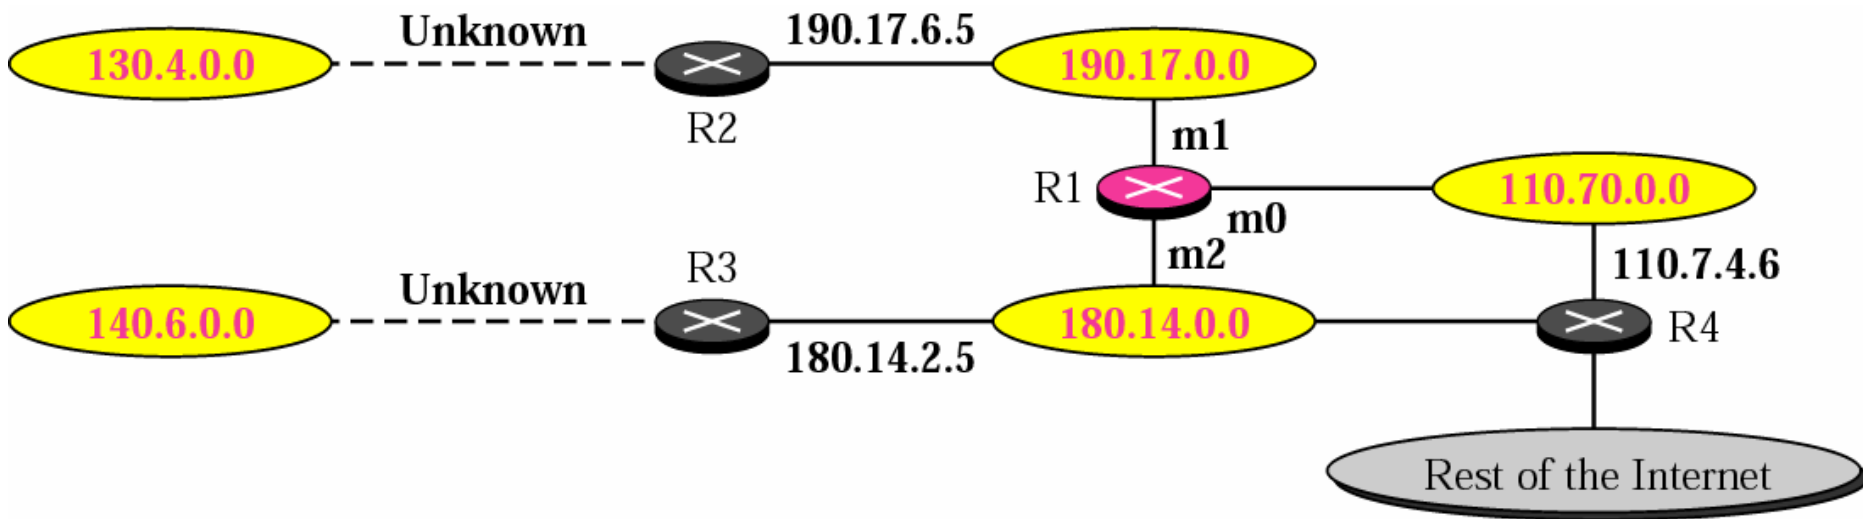 Unknown
190.17.6.5
130.4.0.0
190.17.0.0
R2
m1
R1
110.70.0.0
m0
m2
R3
110.7.4.6
Unknown
140.6.0.0
180.14.0.0
R4
180.14.2.5
Rest of the Internet